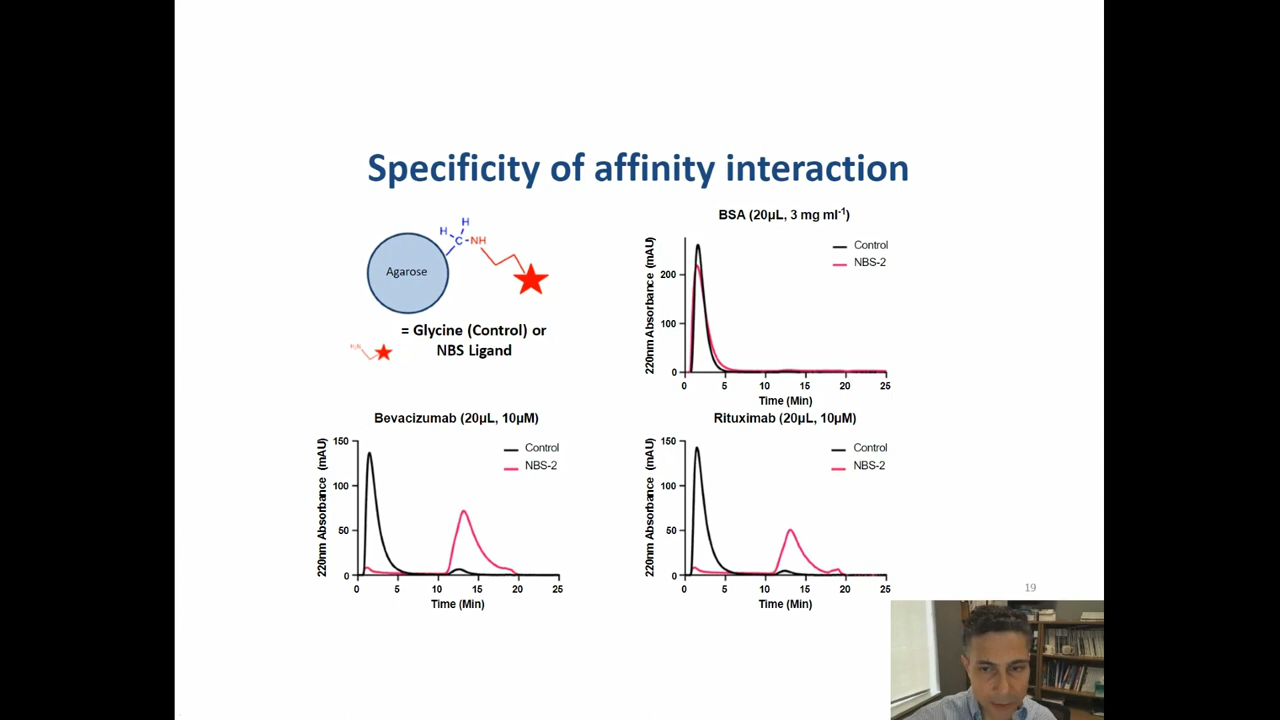 Specificity of affinity interaction
H
H
C
NH
Agarose
= Glycine (Control) or
NBS Ligand
H₂N
BSA (20µL, 3 mg ml⁻¹)
Control
NBS-2
220nm Absorbance (mAU)
200
100
0
0 5 10 15 20 25
Time (Min)
Bevacizumab (20µL, 10µM)
Control
NBS-2
220nm Absorbance (mAU)
150
100
50
0
0 5 10 15 20 25
Time (Min)
Rituximab (20µL, 10µM)
Control
NBS-2
220nm Absorbance (mAU)
150
100
50
0
0 5 10 15 20 25
Time (Min)
19